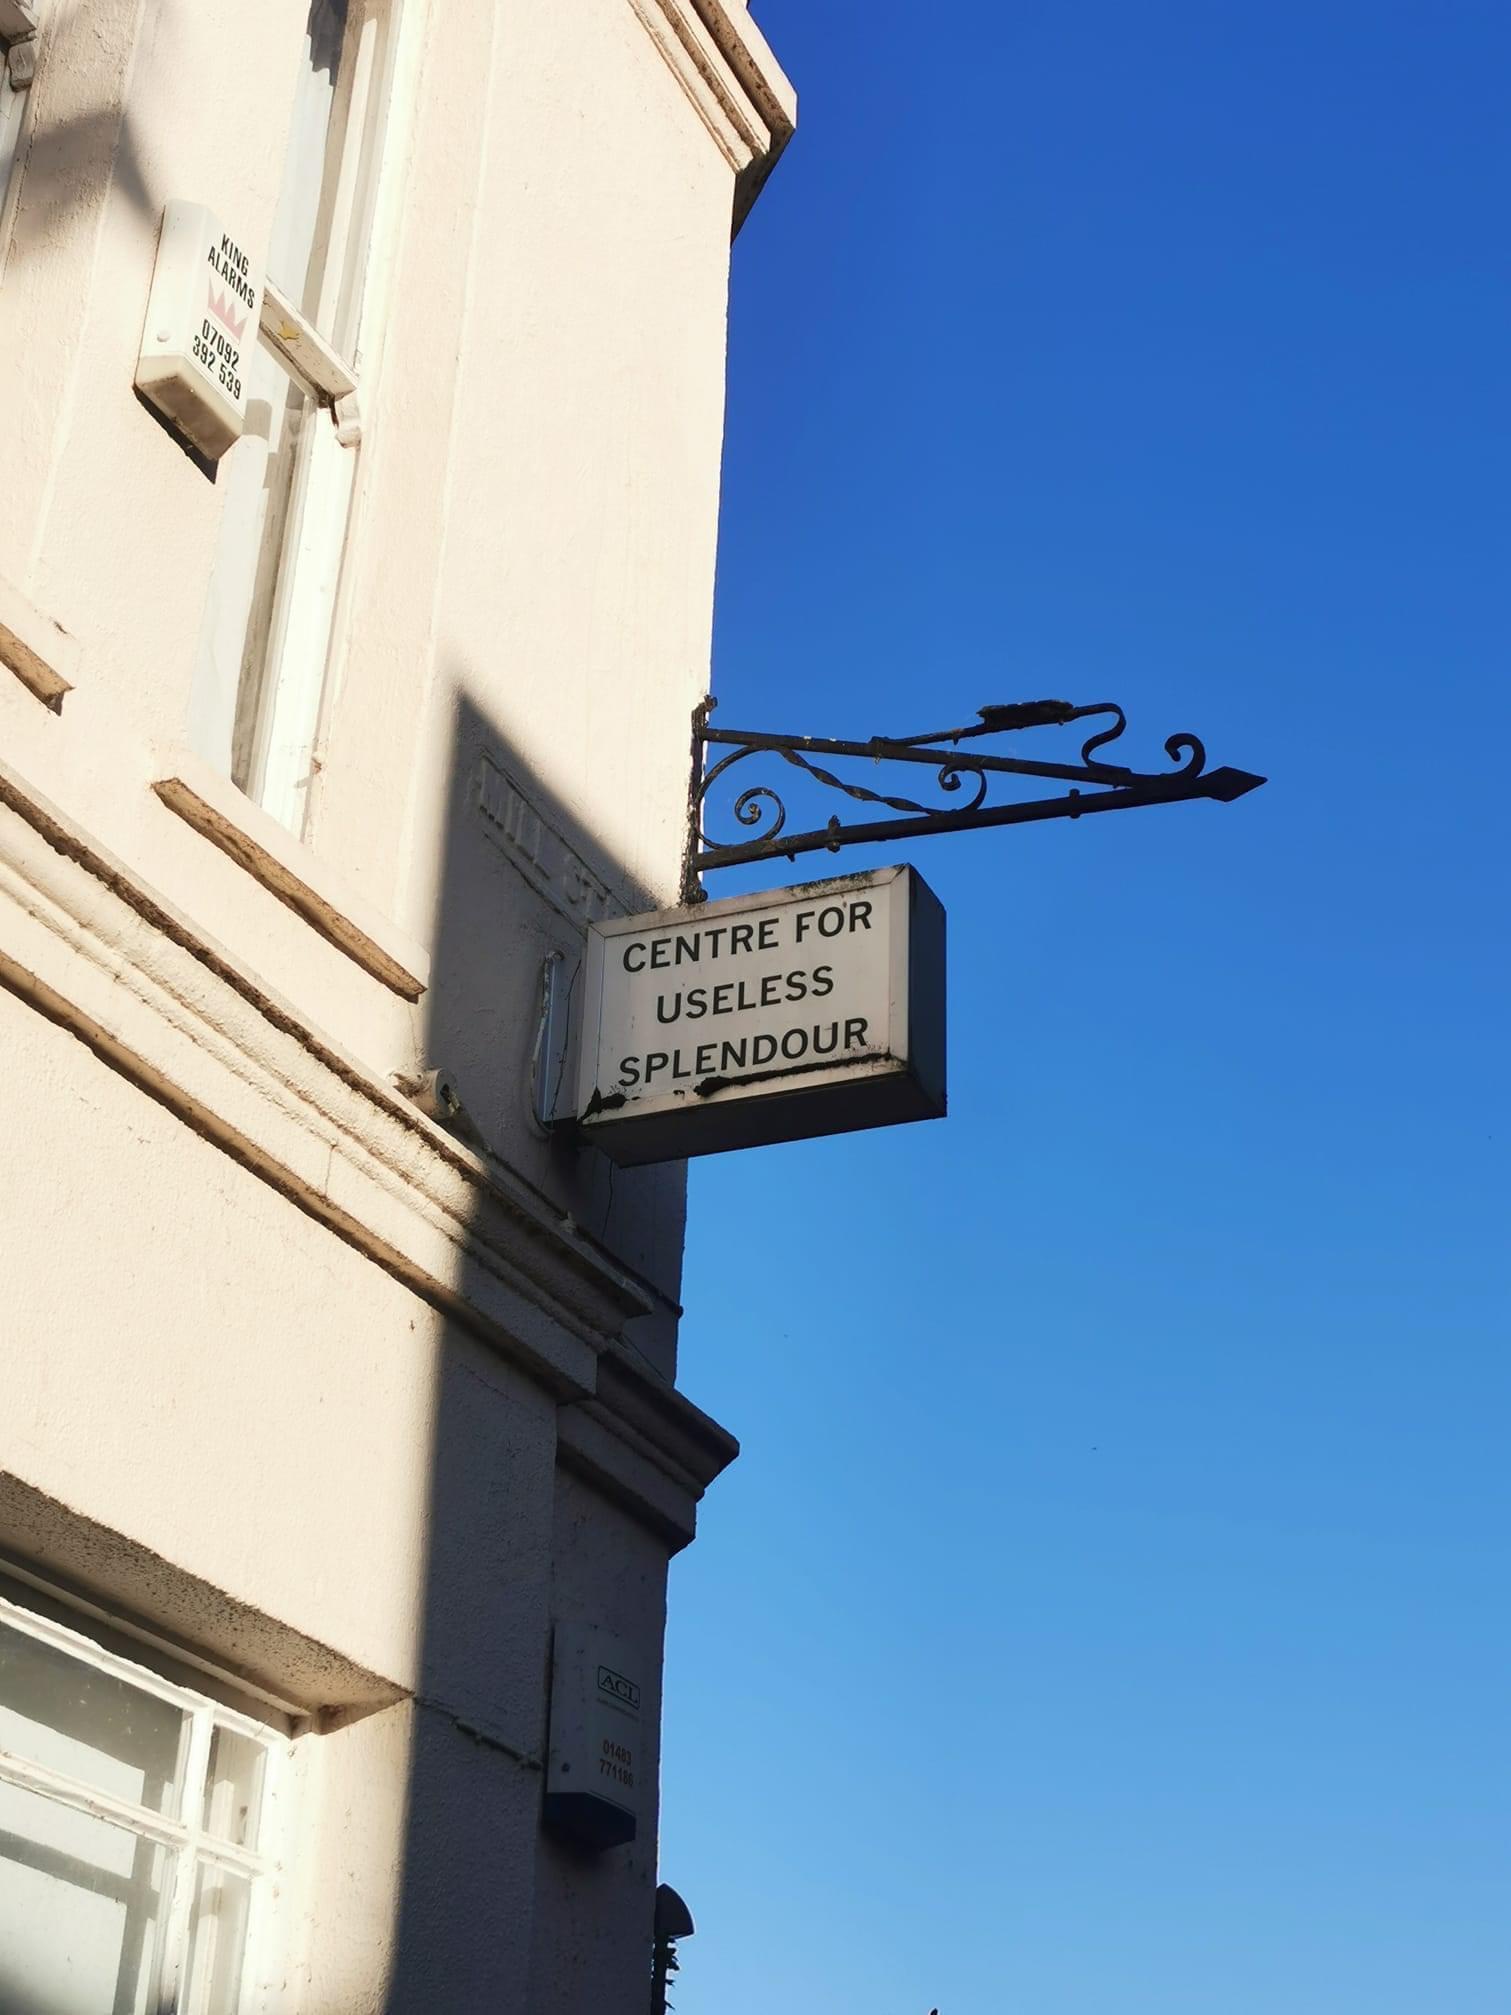 KING
ALARMS
07092
392 539
MILL ST.
CENTRE FOR
USELESS
SPLENDOUR
ACL
01483
771186